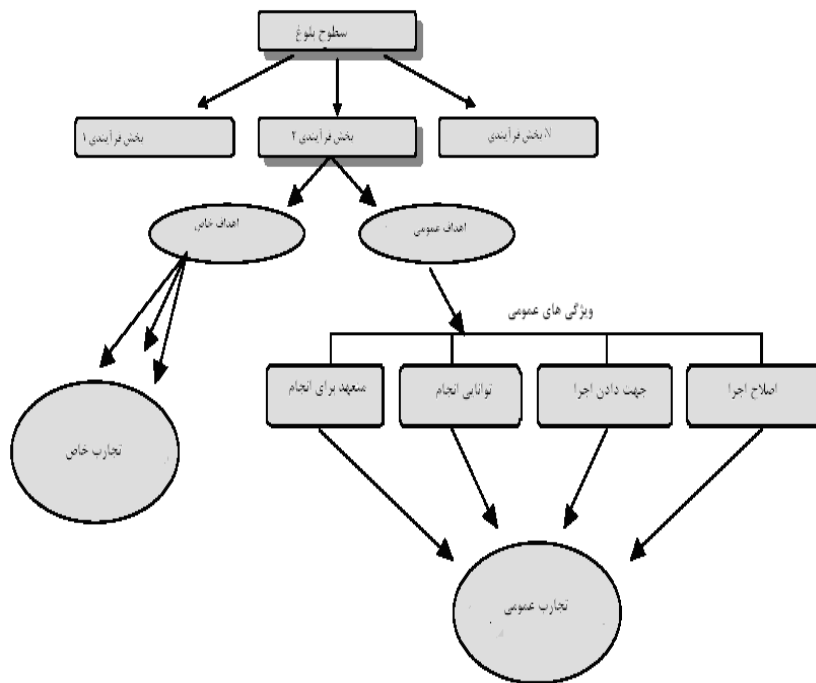 سطوح بلوغ
بخش فرآیندی ۱
بخش فرآیندی ۲
بخش فرآیندی N
اهداف خاص
اهداف عمومی
ویژگی های عمومی
متعهد برای انجام
توانایی انجام
جهت دادن اجرا
اصلاح اجرا
تجارب خاص
تجارب عمومی